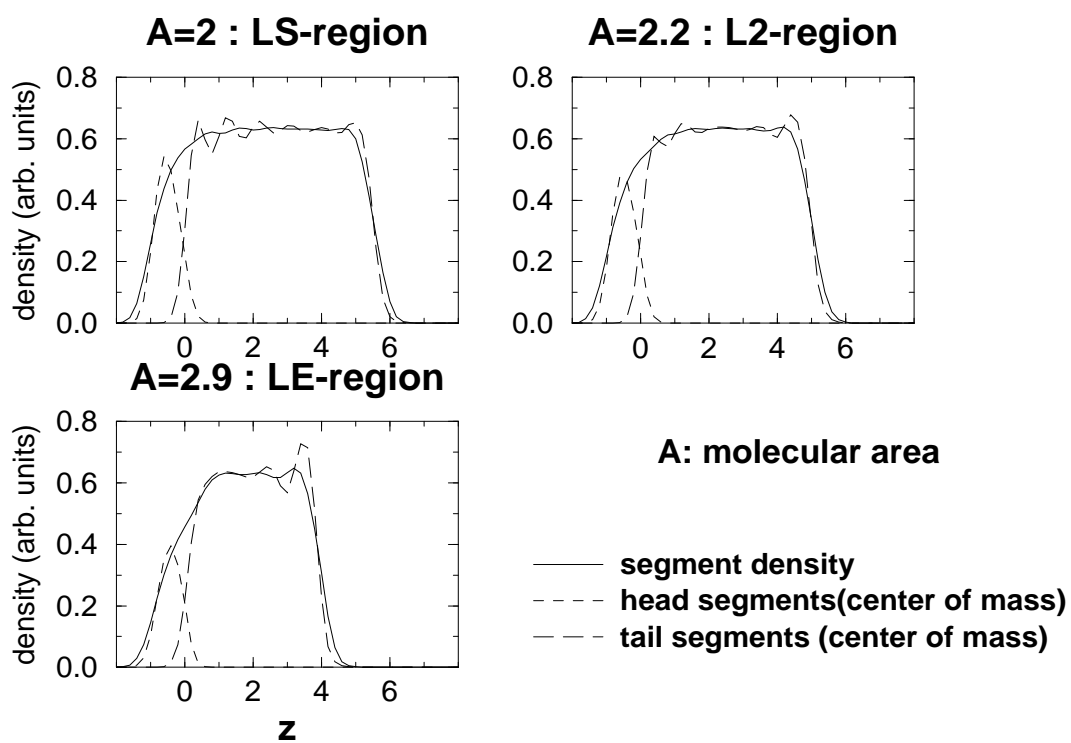 A=2 : LS-region
A=2.2 : L2-region
density (arb. units)
0.8
0.6
0.4
0.2
0.0
0 2 4 6
0.8
0.6
0.4
0.2
0.0
0 2 4 6
A=2.9 : LE-region
density (arb. units)
0.8
0.6
0.4
0.2
0.0
0 2 4 6
z
A: molecular area
segment density
head segments(center of mass)
tail segments (center of mass)